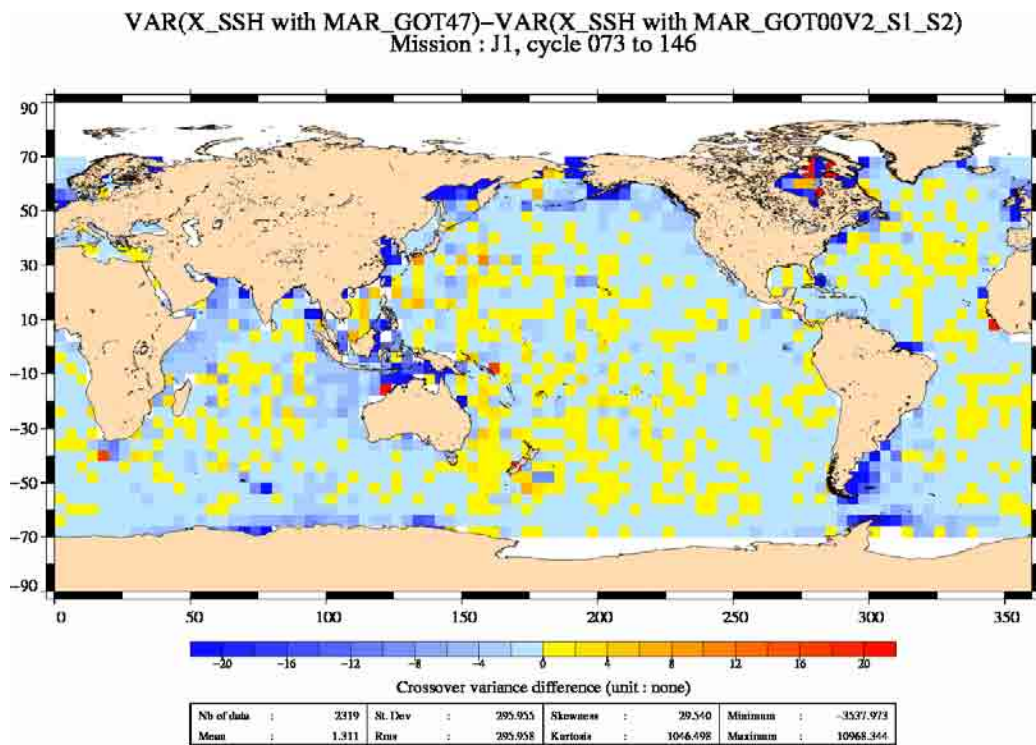 VAR(X_SSH with MAR_GOT47)-VAR(X_SSH with MAR_GOT00V2_S1_S2)
Mission : J1, cycle 073 to 146
90
70
50
30
10
-10
-30
-50
-70
-90
0 50 100 150 200 250 300 350
-20 -16 -12 -8 -4 0 4 8 12 16 20
Crossover variance difference (unit : none)
Nb of data : 2319 St. Dev : 295.955 Skewness : 29.540 Minimum : -3537.973
Mean : 1.311 Rms : 295.958 Kurtosis : 1046.498 Maximum : 10968.344